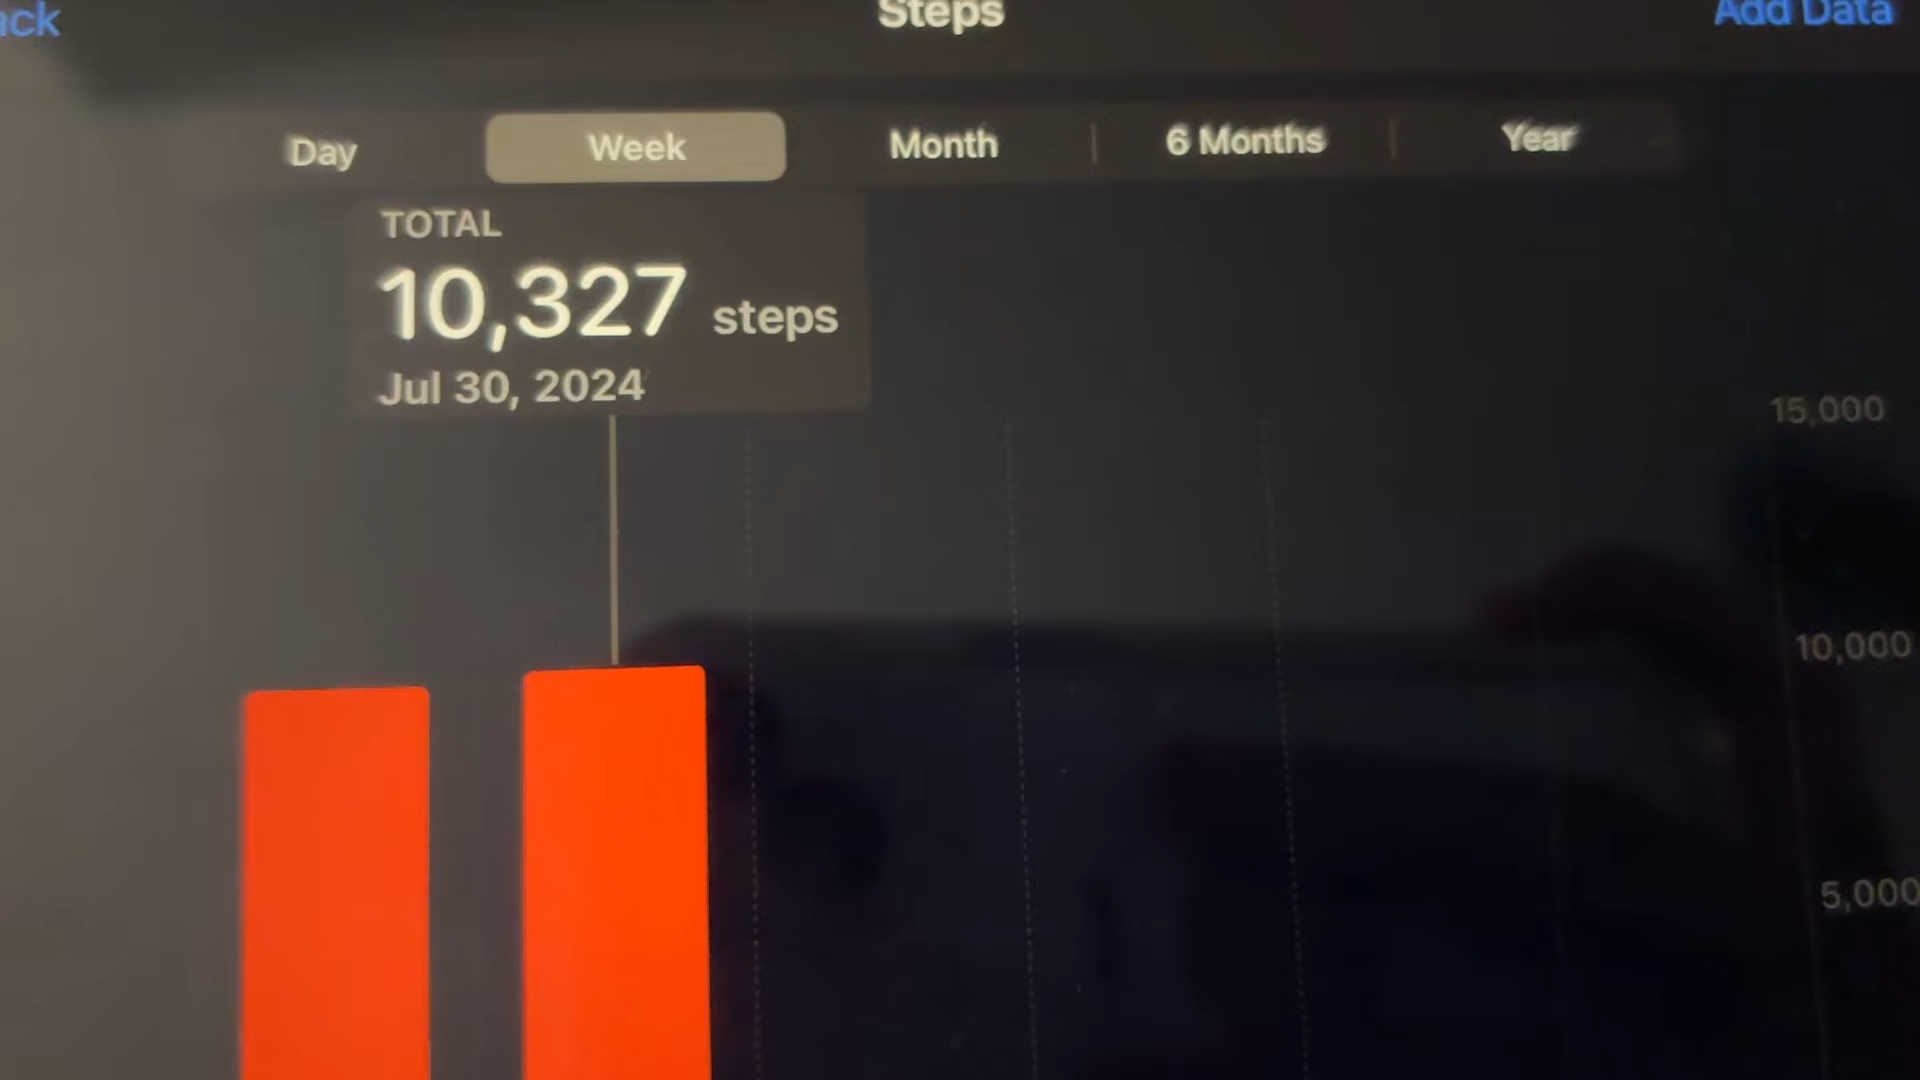 ack
Steps
Add Data
Day
Week
Month
6 Months
Year
TOTAL
10,327 steps
Jul 30, 2024
15,000
10,000
5,000